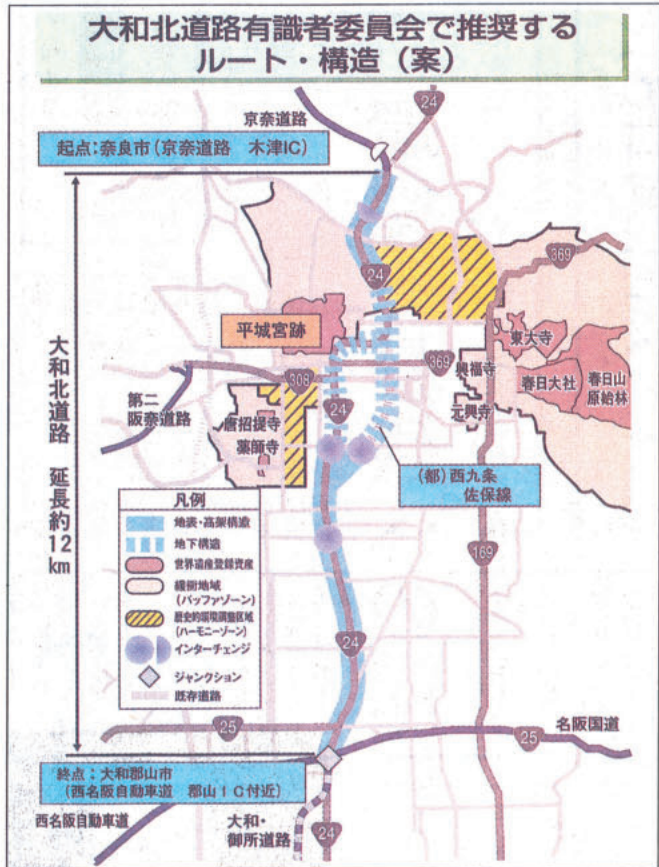 大和北道路有識者委員会で推奨する
ルート・構造(案)
24
京奈道路
起点:奈良市(京奈道路 木津IC)
369
24
平城宮跡
東大寺
369
興福寺
春日大社
春日山
原始林
308
第二
阪奈道路
24
元興寺
唐招提寺
薬師寺
大和北道路 延長約12km
(都)西九条
佐保線
凡例
地表・高架構造
地下構造
世界遺産登録資産
緩衝地域
(バッファゾーン)
歴史的環境調整区域
(ハーモニーゾーン)
インターチェンジ
ジャンクション
既存道路
169
24
25
名阪国道
25
終点:大和郡山市
(西名阪自動車道 郡山IC付近)
西名阪自動車道
大和・
御所道路
24